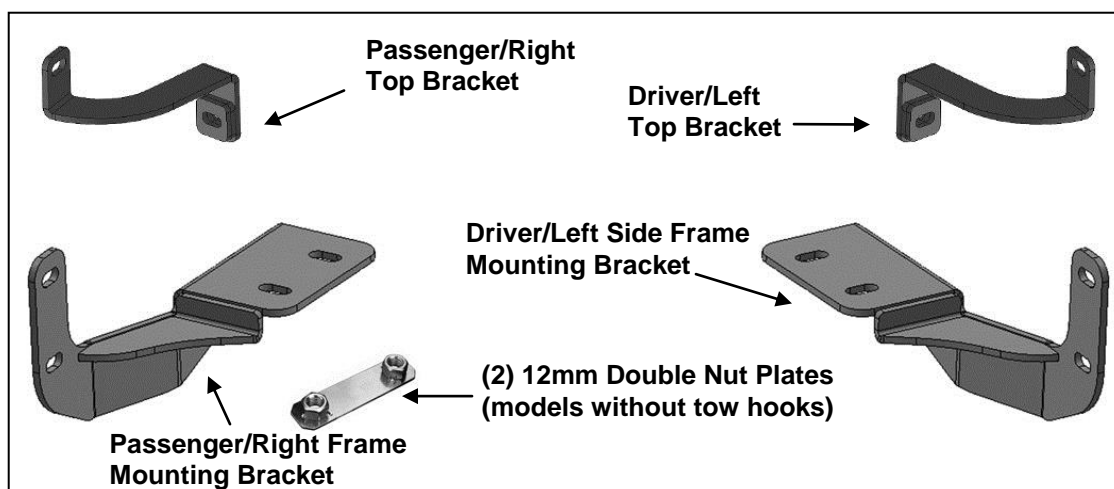 Passenger/Right
Top Bracket
Driver/Left
Top Bracket
Driver/Left Side Frame
Mounting Bracket
(2) 12mm Double Nut Plates
(models without tow hooks)
Passenger/Right Frame
Mounting Bracket